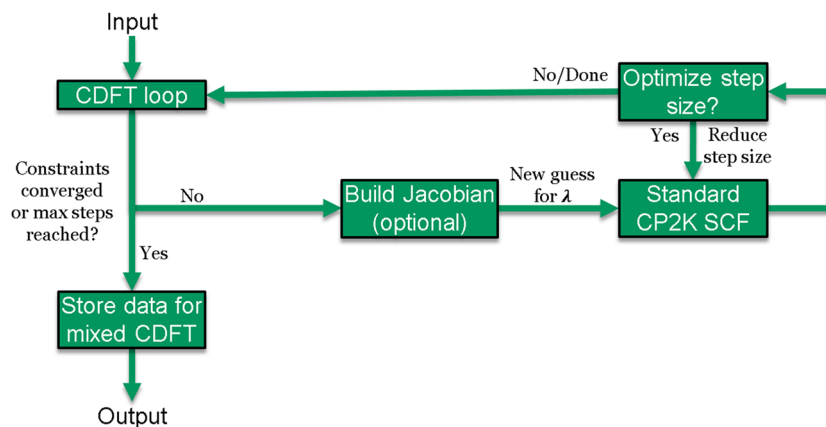 Input
CDFT loop
No/Done
Optimize step
size?
Yes
Reduce
step size
Constraints
converged
or max steps
reached?
No
Build Jacobian
(optional)
New guess
for λ
Standard
CP2K SCF
Yes
Store data for
mixed CDFT
Output